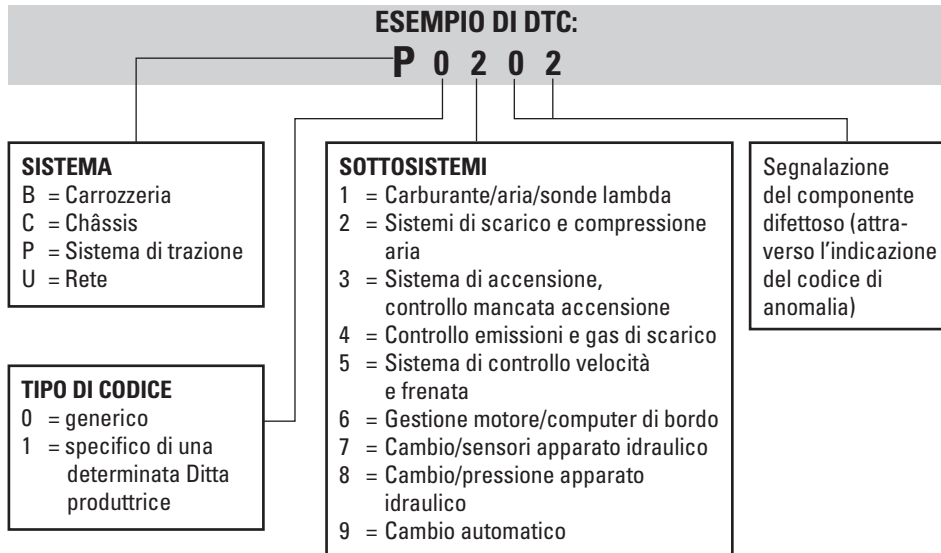 ESEMPIO DI DTC:
P 0 2 0 2
SISTEMA
B = Carrozzeria
C = Châssis
P = Sistema di trazione
U = Rete
TIPO DI CODICE
0 = generico
1 = specifico di una
determinata Ditta
produttrice
SOTTOSISTEMI
1 = Carburante/aria/sonde lambda
2 = Sistemi di scarico e compressione
aria
3 = Sistema di accensione,
controllo mancata accensione
4 = Controllo emissioni e gas di scarico
5 = Sistema di controllo velocità
e frenata
6 = Gestione motore/computer di bordo
7 = Cambio/sensori apparato idraulico
8 = Cambio/pressione apparato
idraulico
9 = Cambio automatico
Segnalazione
del componente
difettoso (attra-
verso l'indicazione
del codice di
anomalia)